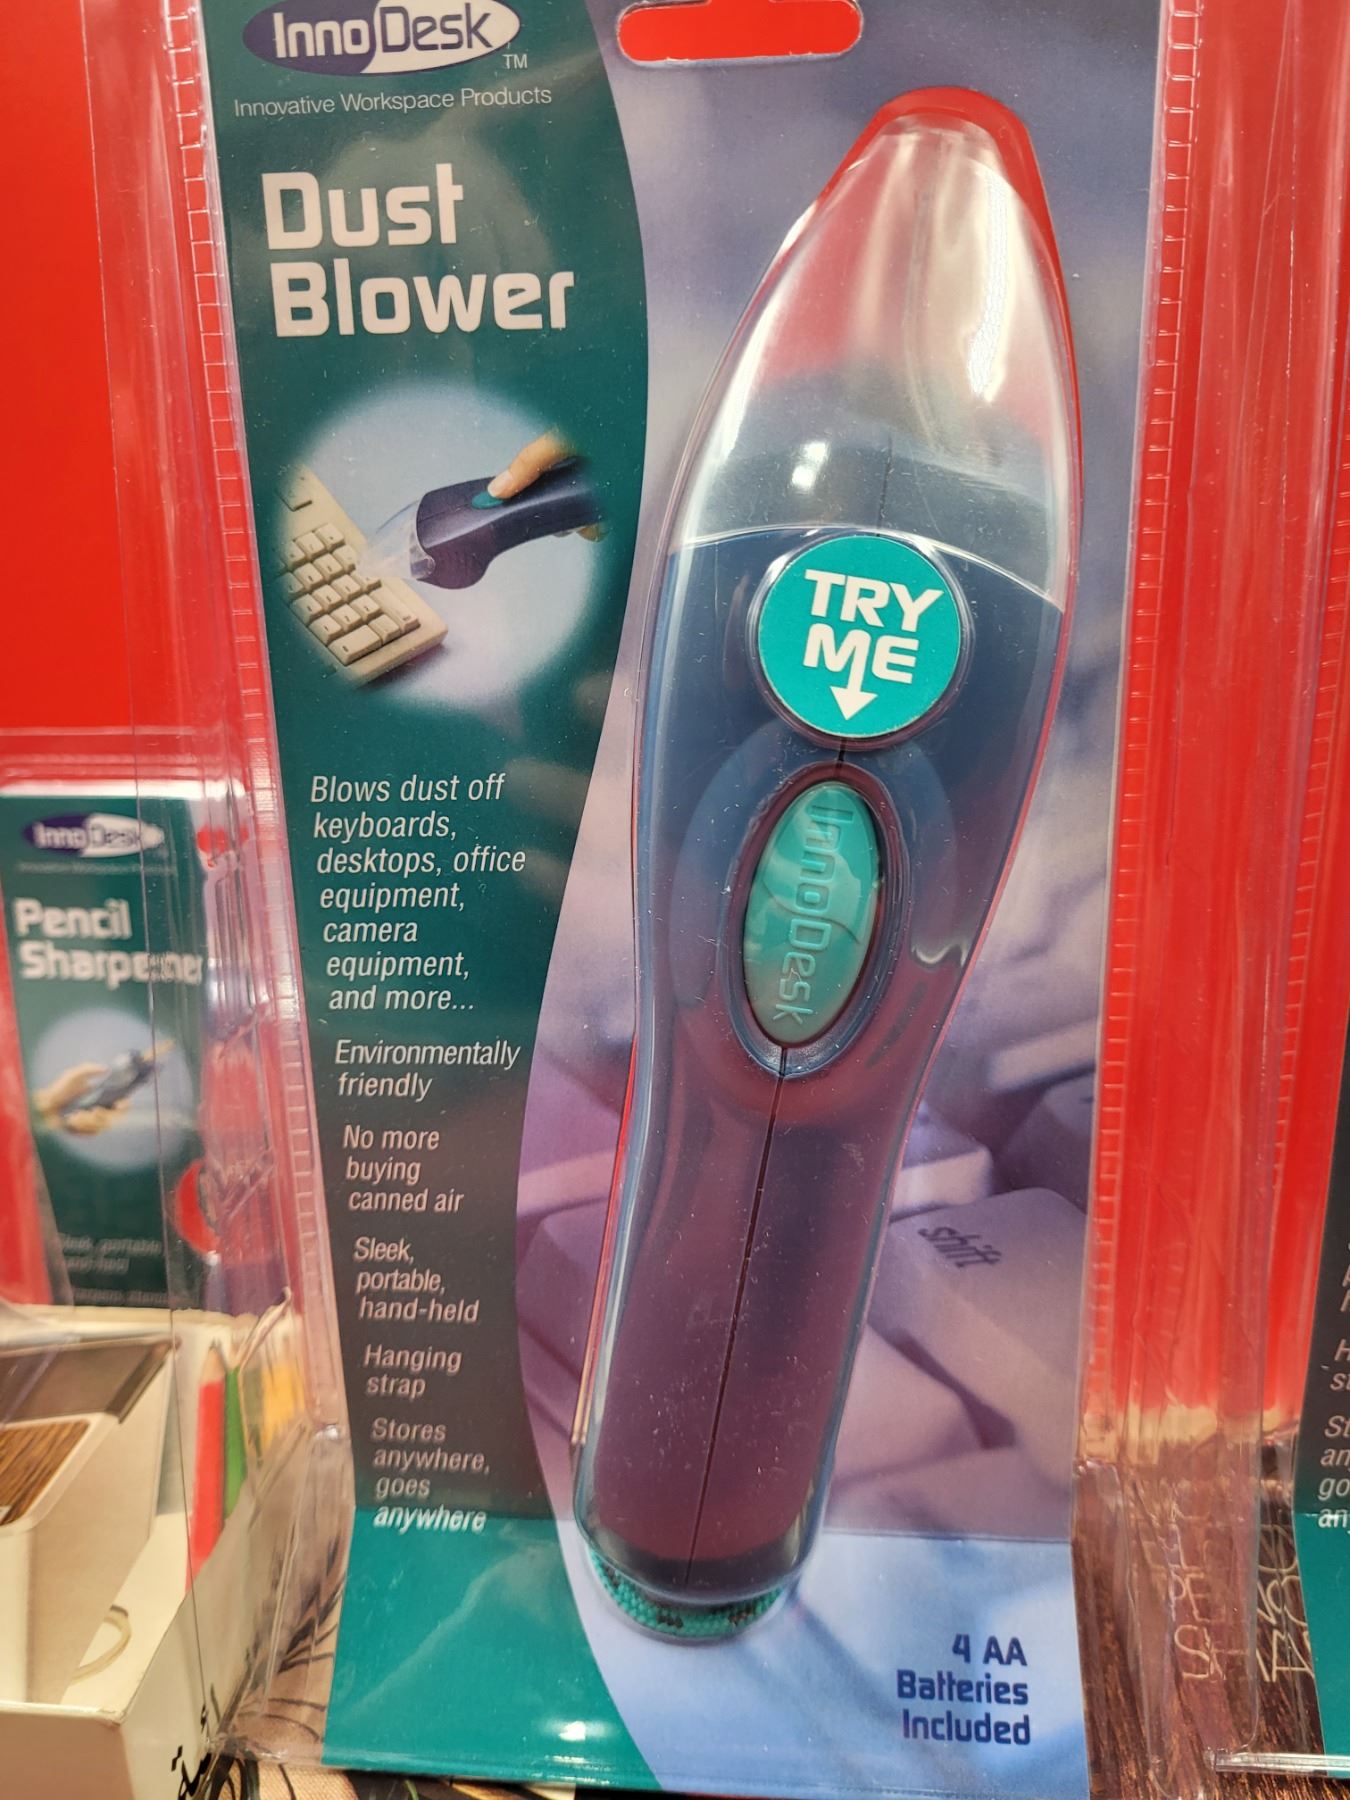 InnoDesk
TM
Innovative Workspace Products
Dust
Blower
TRY
ME
InnoDesk
Blows dust off
keyboards,
desktops, office
equipment,
camera
equipment,
and more...
Environmentally
friendly
No more
buying
canned air
Sleek,
portable,
hand-held
Hanging
strap
Stores
anywhere,
goes
anywhere
shift
4 AA
Batteries
Included
InnoDesk
Pencil
Sharpener